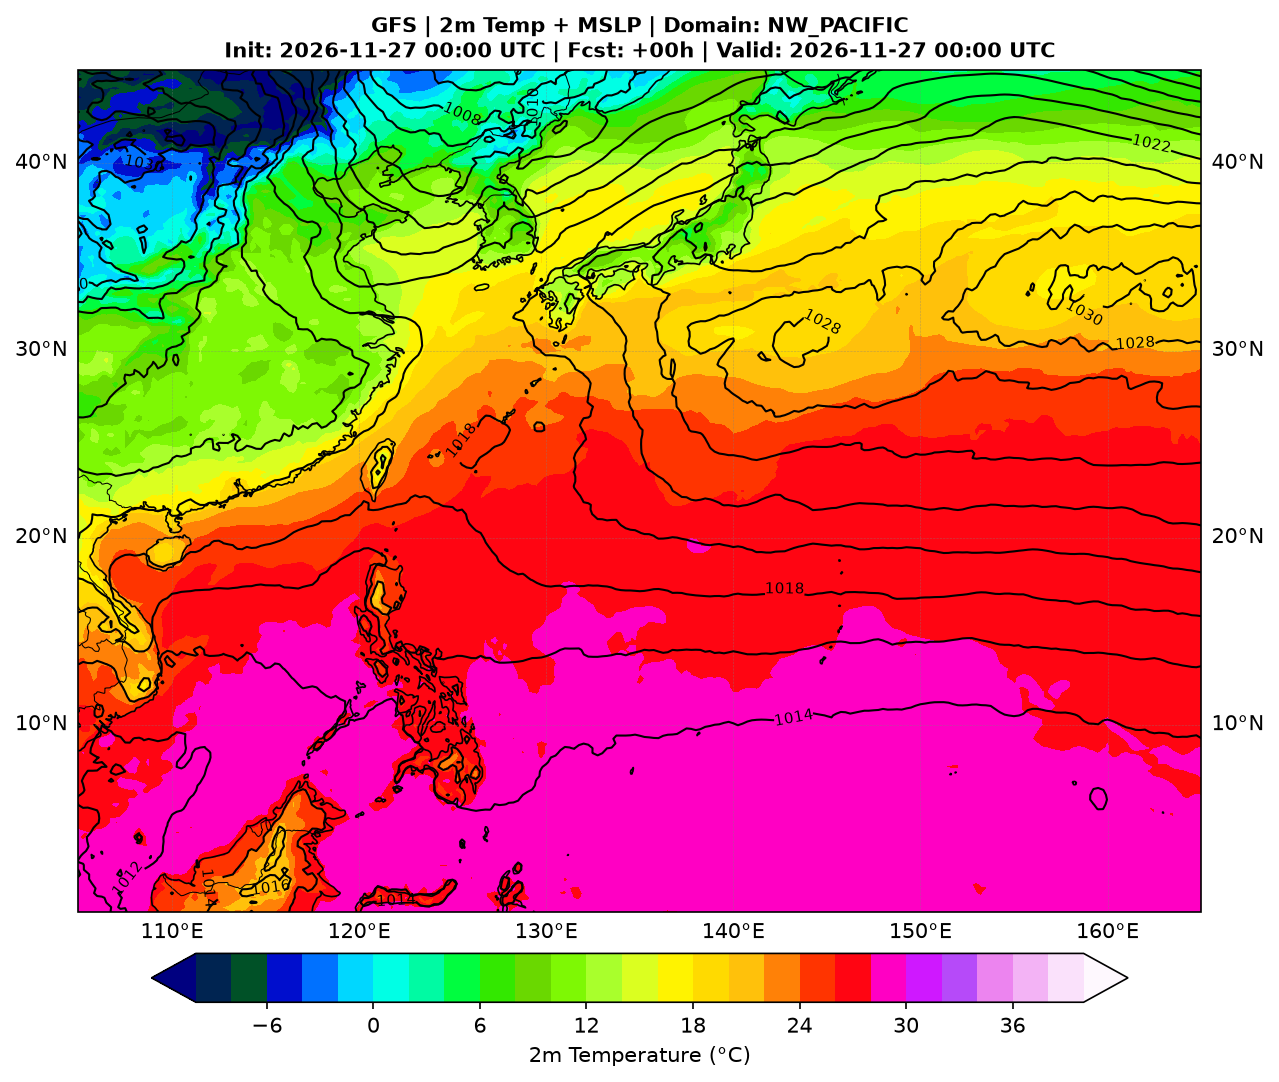 GFS | 2m Temp + MSLP | Domain: NW_PACIFIC
Init: 2026-11-27 00:00 UTC | Fcst: +00h | Valid: 2026-11-27 00:00 UTC
1008
1010
1022
40°N
40°N
1028
1030
1028
30°N
30°N
1018
20°N
20°N
1018
1014
10°N
10°N
1012
1014
1016
1014
110°E
120°E
130°E
140°E
150°E
160°E
−6
0
6
12
18
24
30
36
2m Temperature (°C)